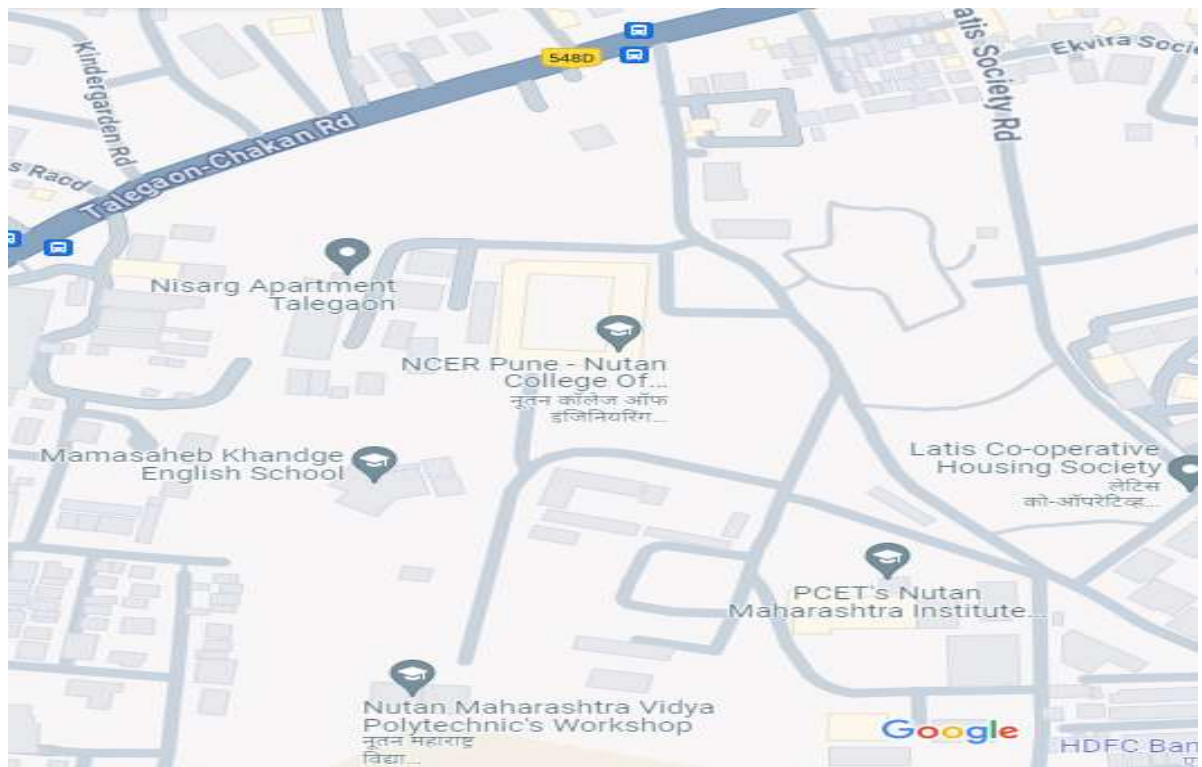 548D
Kindergarden Rd
Talegaon-Chakan Rd
s Raod
atis Society Rd
Ekvira Soci
Nisarg Apartment
Talegaon
NCER Pune - Nutan
College Of...
नूतन कॉलेज ऑफ
इंजिनियरिंग...
Mamasaheb Khandge
English School
Latis Co-operative
Housing Society
लेटिस
को-ऑपरेटिव्ह...
PCET's Nutan
Maharashtra Institute...
Nutan Maharashtra Vidya
Polytechnic's Workshop
नूतन महाराष्ट्र
विद्या...
Google
HDFC Ban